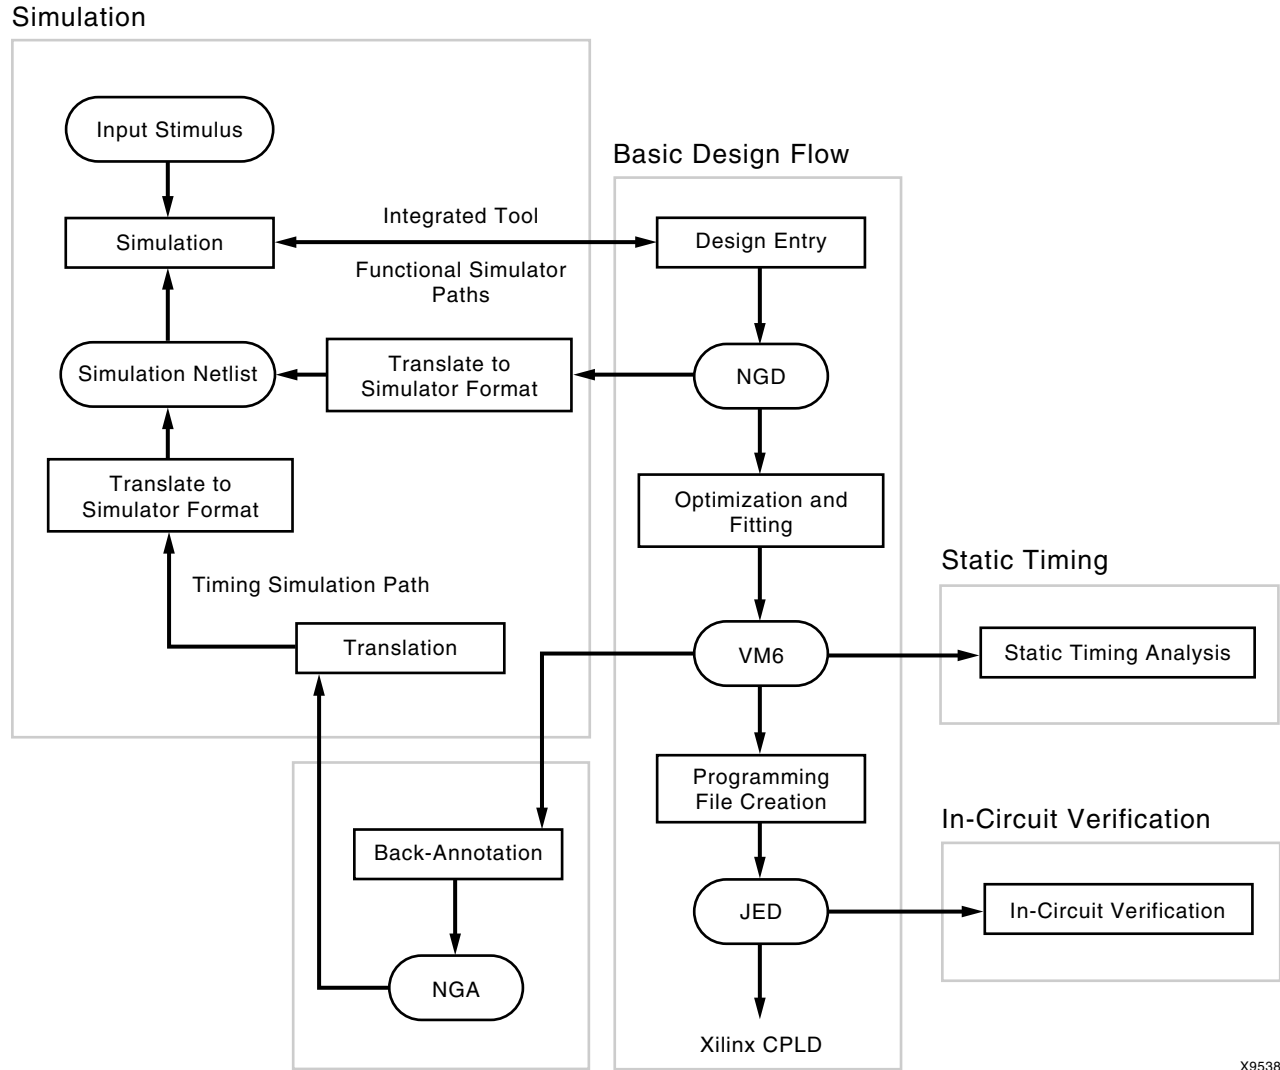 Simulation
Input Stimulus
Basic Design Flow
Integrated Tool
Simulation
Design Entry
Functional Simulator
Paths
Translate to
Simulator Format
Simulation Netlist
NGD
Translate to
Simulator Format
Optimization and
Fitting
Static Timing
Timing Simulation Path
Translation
VM6
Static Timing Analysis
Programming
File Creation
In-Circuit Verification
Back-Annotation
JED
In-Circuit Verification
NGA
Xilinx CPLD
X9538